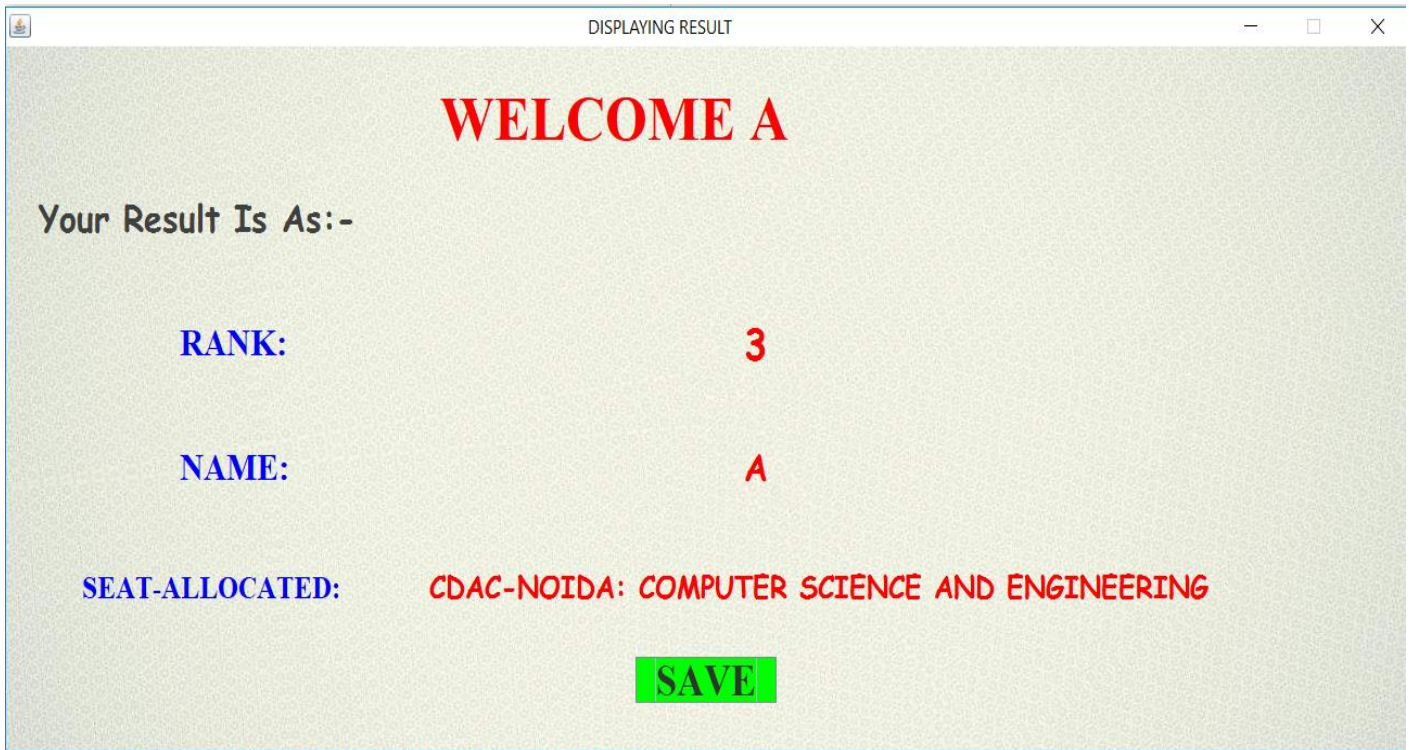 DISPLAYING RESULT
WELCOME A
Your Result Is As:-
RANK: 3
NAME: A
SEAT-ALLOCATED: CDAC-NOIDA: COMPUTER SCIENCE AND ENGINEERING
SAVE